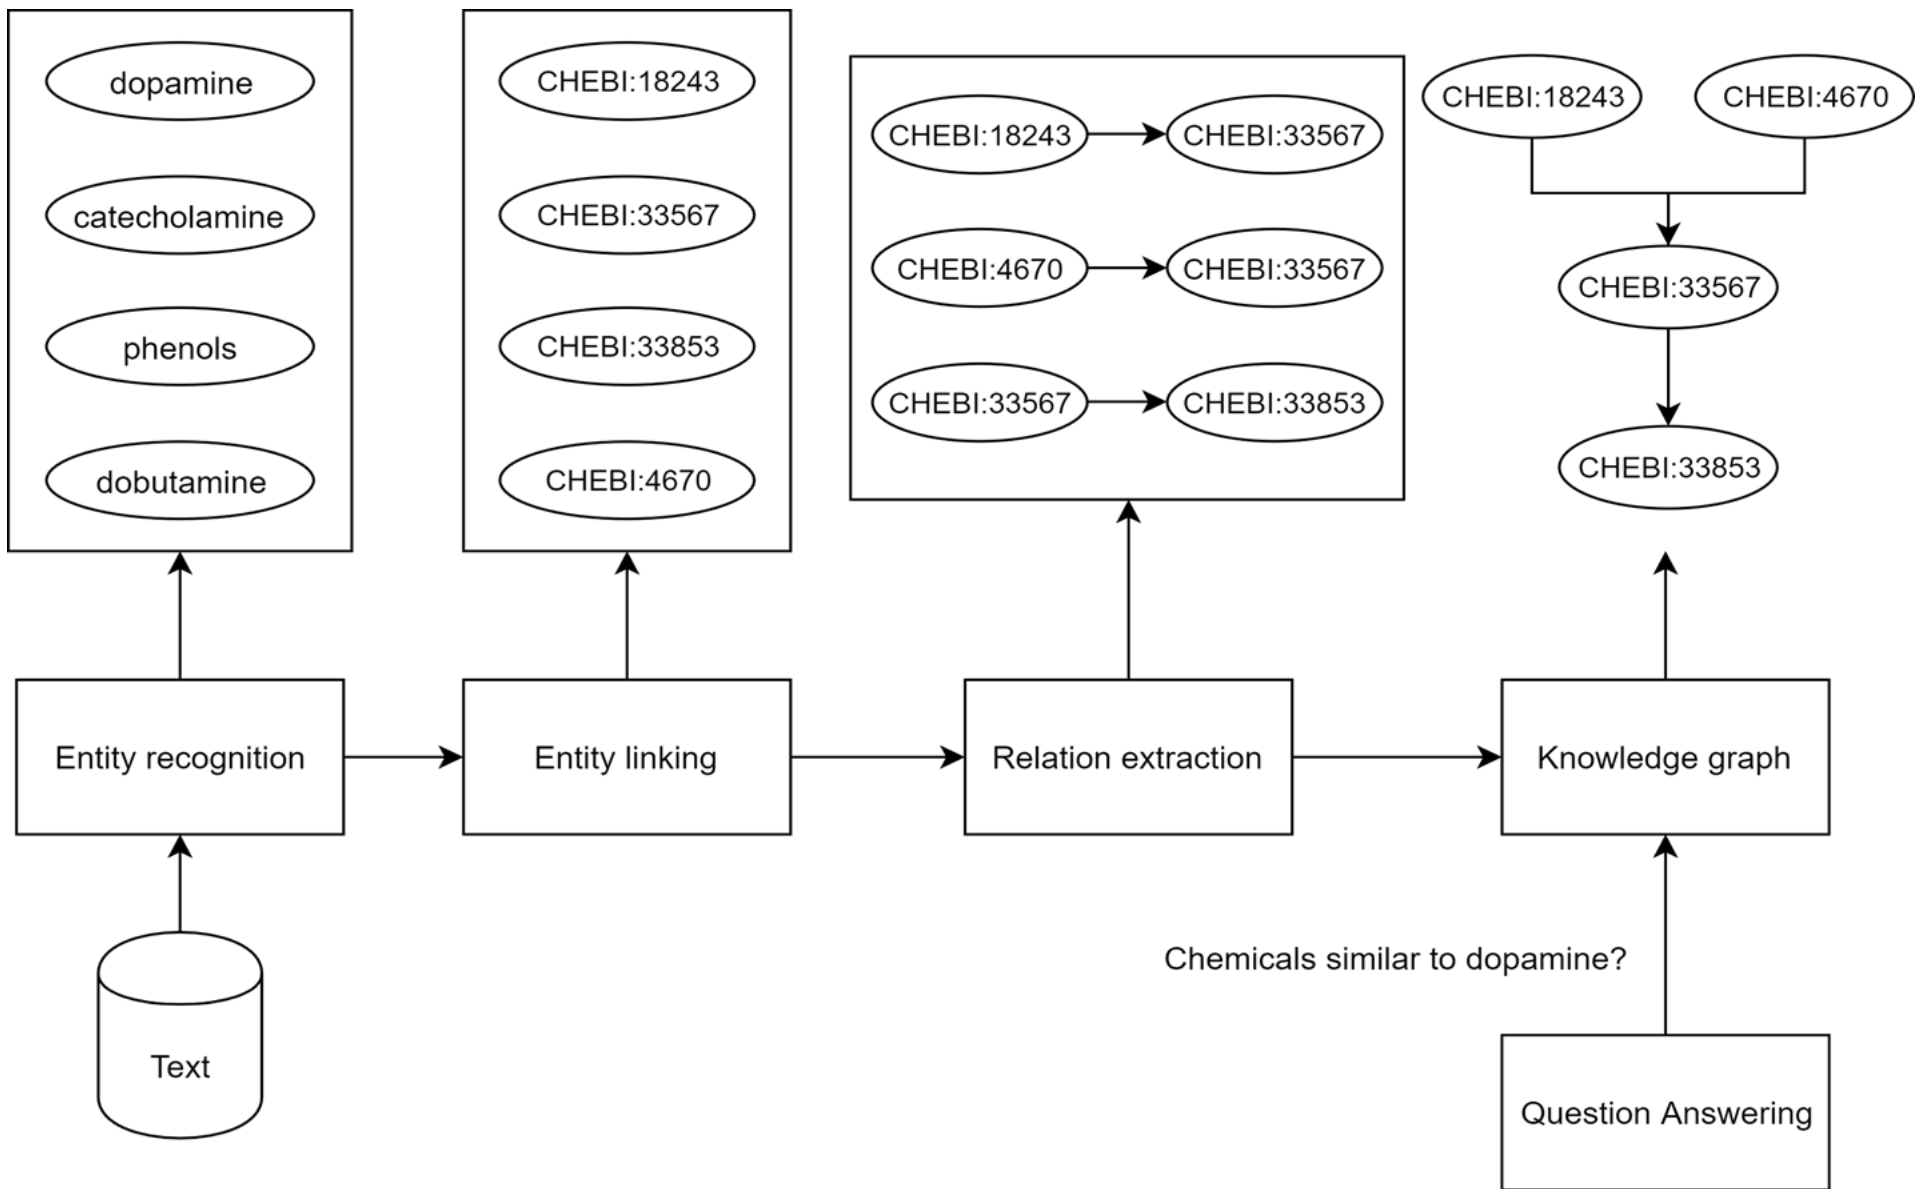 dopamine
catecholamine
phenols
dobutamine
CHEBI:18243
CHEBI:33567
CHEBI:33853
CHEBI:4670
CHEBI:18243
CHEBI:33567
CHEBI:4670
CHEBI:33567
CHEBI:33567
CHEBI:33853
CHEBI:18243
CHEBI:4670
CHEBI:33567
CHEBI:33853
Entity recognition
Entity linking
Relation extraction
Knowledge graph
Text
Chemicals similar to dopamine?
Question Answering